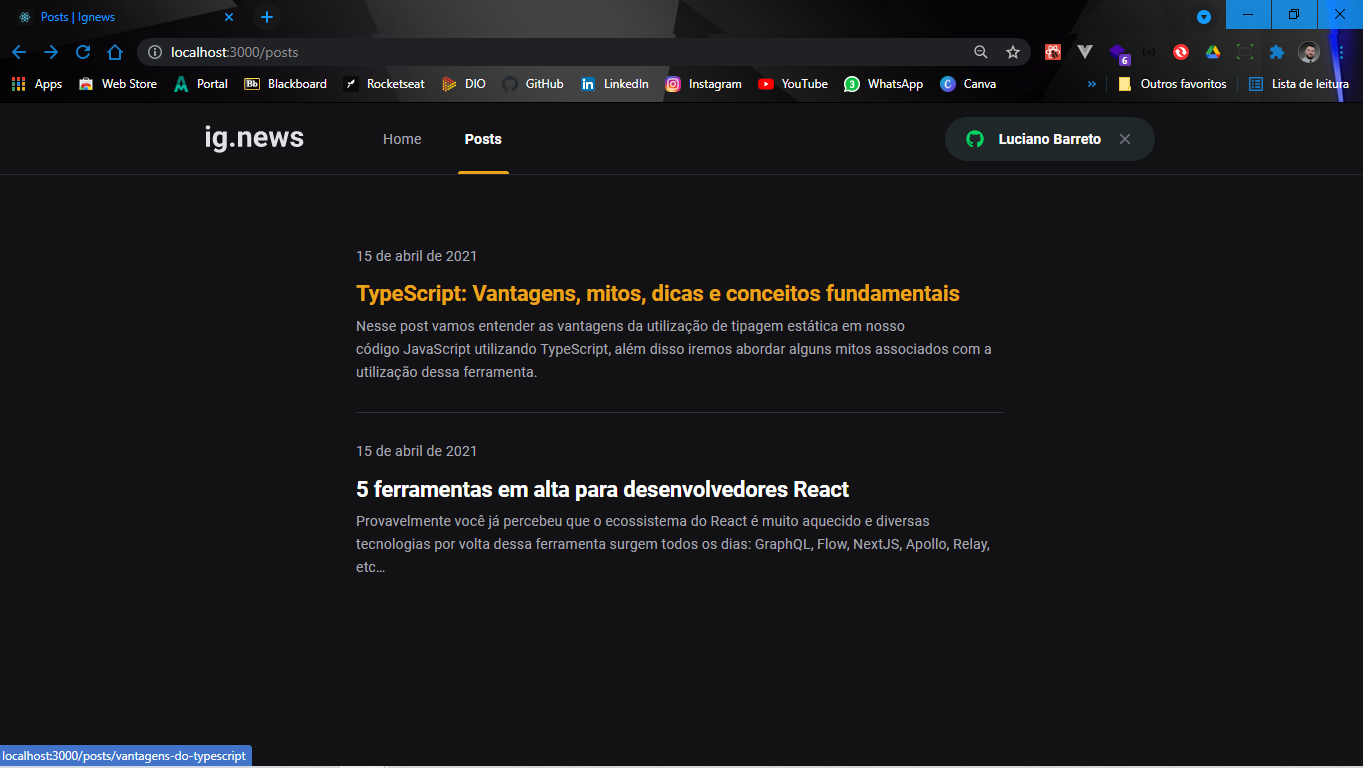 Posts | Ignews
localhost:3000/posts
6
Apps
Web Store
Portal
Bb
Blackboard
Rocketseat
DIO
GitHub
in
LinkedIn
Instagram
YouTube
3
WhatsApp
C
Canva
»
Outros favoritos
Lista de leitura
ig.news
Home
Posts
Luciano Barreto
15 de abril de 2021
TypeScript: Vantagens, mitos, dicas e conceitos fundamentais
Nesse post vamos entender as vantagens da utilização de tipagem estática em nosso
código JavaScript utilizando TypeScript, além disso iremos abordar alguns mitos associados com a
utilização dessa ferramenta.
15 de abril de 2021
5 ferramentas em alta para desenvolvedores React
Provavelmente você já percebeu que o ecossistema do React é muito aquecido e diversas
tecnologias por volta dessa ferramenta surgem todos os dias: GraphQL, Flow, NextJS, Apollo, Relay,
etc…
localhost:3000/posts/vantagens-do-typescript